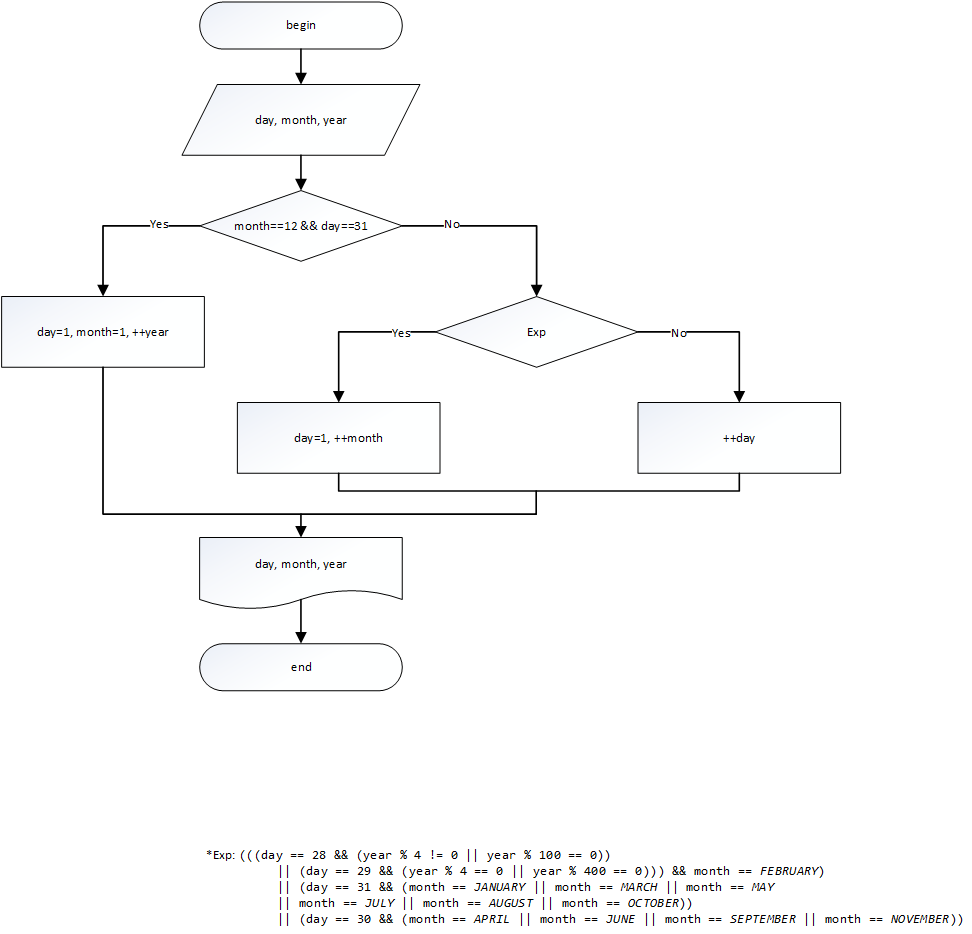 begin
day, month, year
month==12 && day==31
Yes
No
day=1, month=1, ++year
Exp
Yes
No
day=1, ++month
++day
day, month, year
end
*Exp: (((day == 28 && (year % 4 != 0 || year % 100 == 0))
|| (day == 29 && (year % 4 == 0 || year % 400 == 0))) && month == FEBRUARY)
|| (day == 31 && (month == JANUARY || month == MARCH || month == MAY
|| month == JULY || month == AUGUST || month == OCTOBER))
|| (day == 30 && (month == APRIL || month == JUNE || month == SEPTEMBER || month == NOVEMBER))